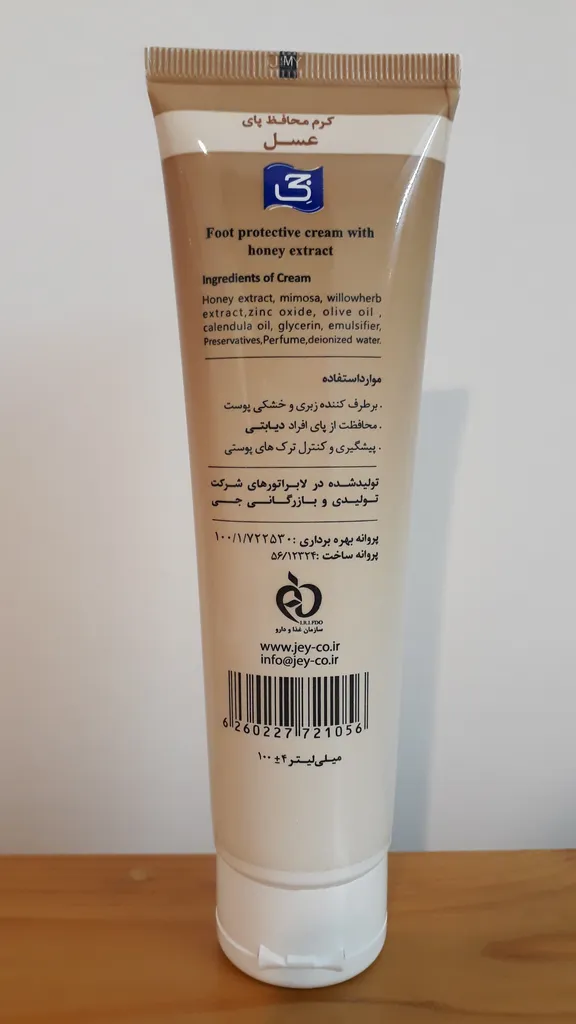 JIMY
کرم محافظ پای
عسل
جی
Foot protective cream with
honey extract
Ingredients of Cream
Honey extract, mimosa, willowherb
extract,zinc oxide, olive oil ,
calendula oil, glycerin, emulsifier,
Preservatives,Perfume,deionized water.
موارداستفاده
. برطرف کننده زبری و خشکی پوست
. محافظت از پای افراد دیابتی
. پیشگیری و کنترل ترک های پوستی
تولیدشده در لابراتورهای شرکت
تولیدی و بازرگانی جی
پروانه بهره برداری :۱۰۰/۱/۷۲۲۵۳۰
پروانه ساخت :۵۶/۱۲۳۲۴
I.R.I.FDO
سازمان غذا و دارو
www.jey-co.ir
info@jey-co.ir
6 260227 721056
میلی‌لیتر ۴± ۱۰۰